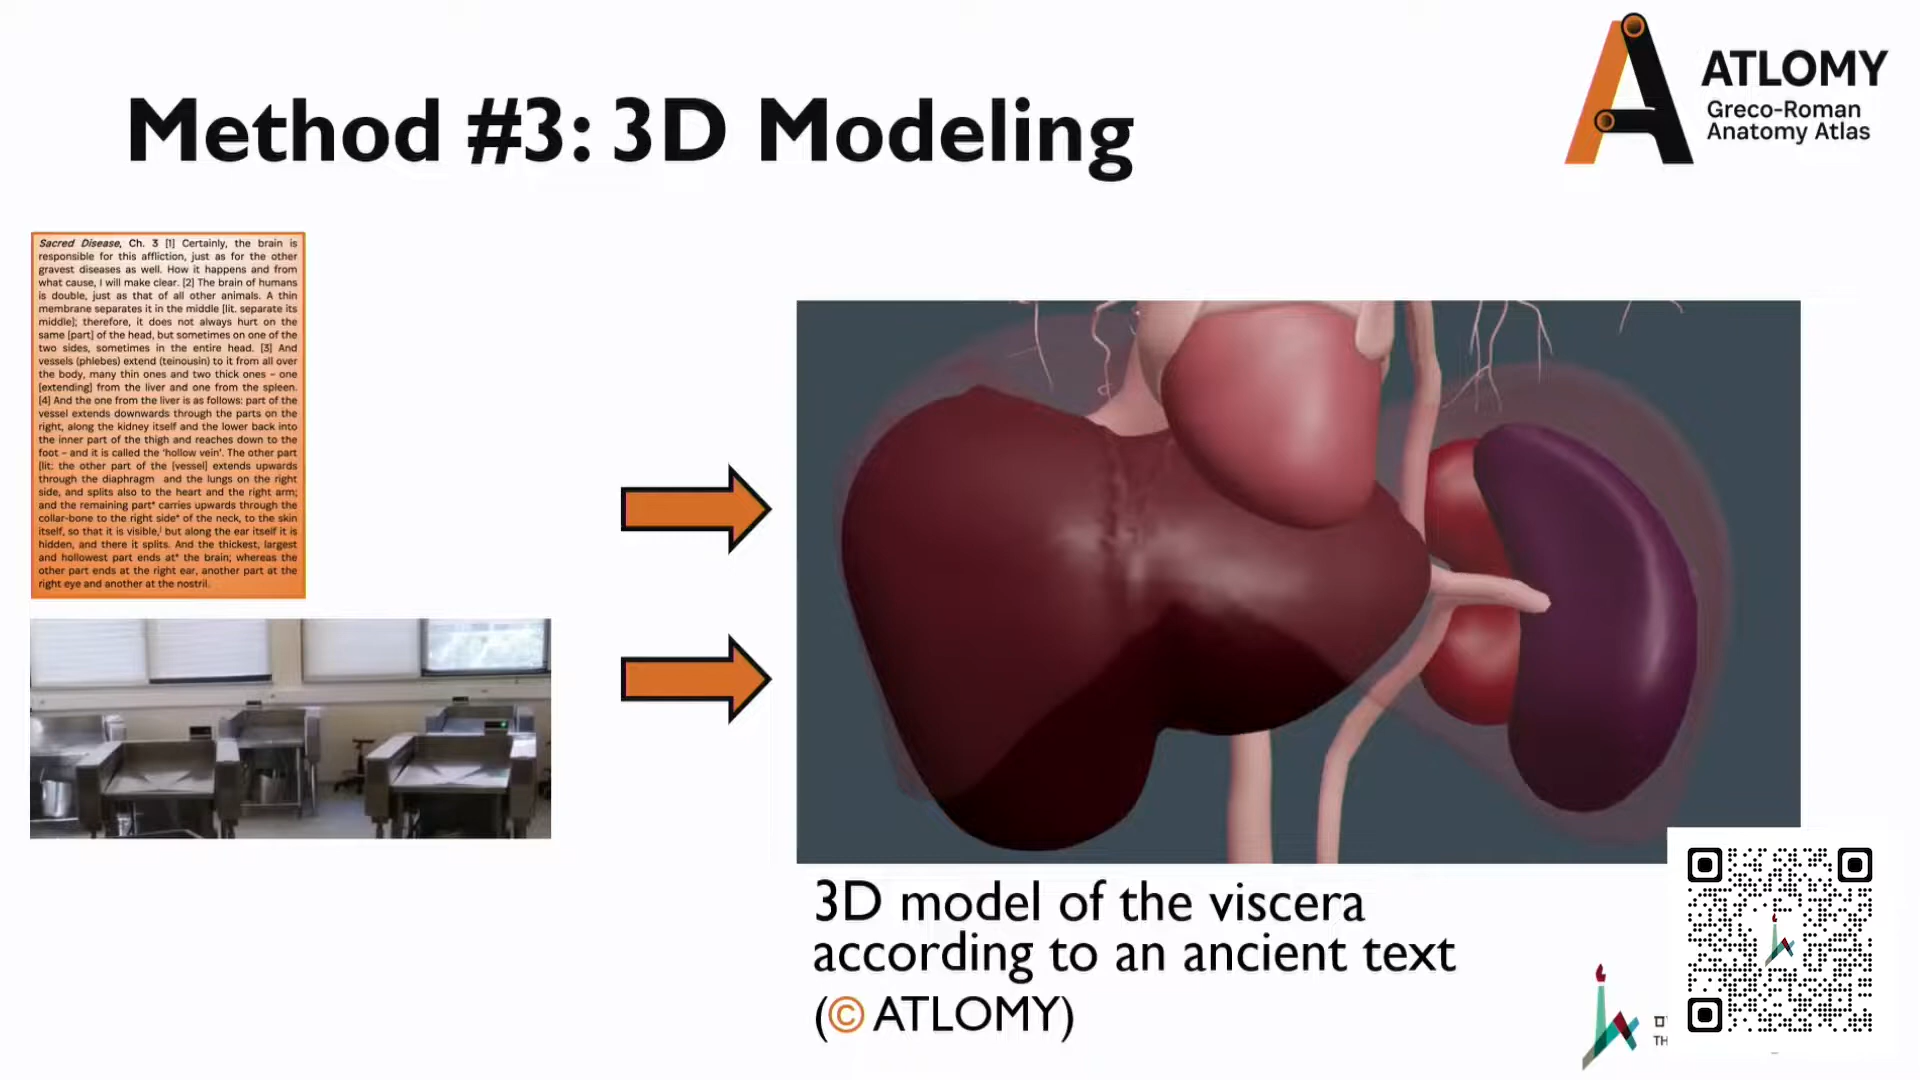 Method #3: 3D Modeling
ATLOMY
Greco-Roman
Anatomy Atlas
Sacred Disease, Ch. 3 [1] Certainly, the brain is
responsible for this affliction, just as for the other
gravest diseases as well. How it happens and from
what cause, I will make clear. [2] The brain of humans
is double, just as that of all other animals. A thin
membrane separates it in the middle [lit. separate its
middle]; therefore, it does not always hurt on the
same [part] of the head, but sometimes on one of the
two sides, sometimes in the entire head. [3] And
vessels (phlebes) extend (teinousin) to it from all over
the body, many thin ones and two thick ones – one
[extending] from the liver and one from the spleen.
[4] And the one from the liver is as follows: part of the
vessel extends downwards through the parts on the
right, along the kidney itself and the lower back into
the inner part of the thigh and reaches down to the
foot – and it is called the 'hollow vein'. The other part
[lit: the other part of the [vessel] extends upwards
through the diaphragm and the lungs on the right
side, and splits also to the heart and the right arm;
and the remaining part* carries upwards through the
collar-bone to the right side* of the neck, to the skin
itself, so that it is visible, but along the ear itself it is
hidden, and there it splits. And the thickest, largest
and hollowest part ends at* the brain; whereas the
other part ends at the right ear, another part at the
right eye and another at the nostril.
3D model of the viscera
according to an ancient text
(© ATLOMY)
TH